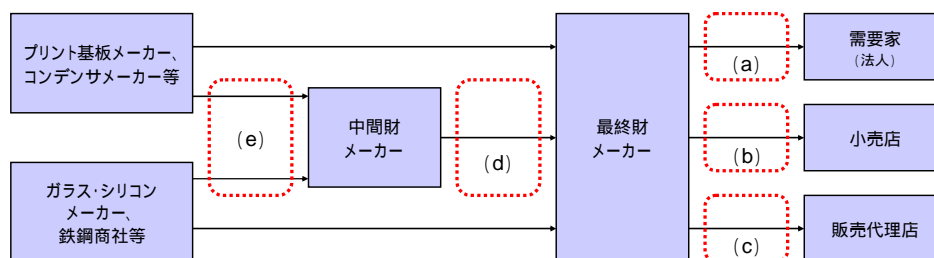 プリント基板メーカー、
コンデンサメーカー等
ガラス・シリコン
メーカー、
鉄鋼商社等
(e)
中間財
メーカー
(d)
最終財
メーカー
(a)
(b)
(c)
需要家
(法人)
小売店
販売代理店